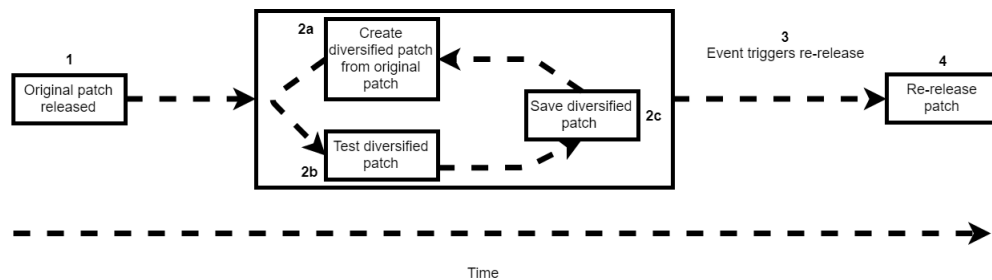 1
Original patch
released
2a
Create
diversified patch
from original
patch
2b
Test diversified
patch
Save diversified
patch
2c
3
Event triggers re-release
4
Re-release
patch
Time